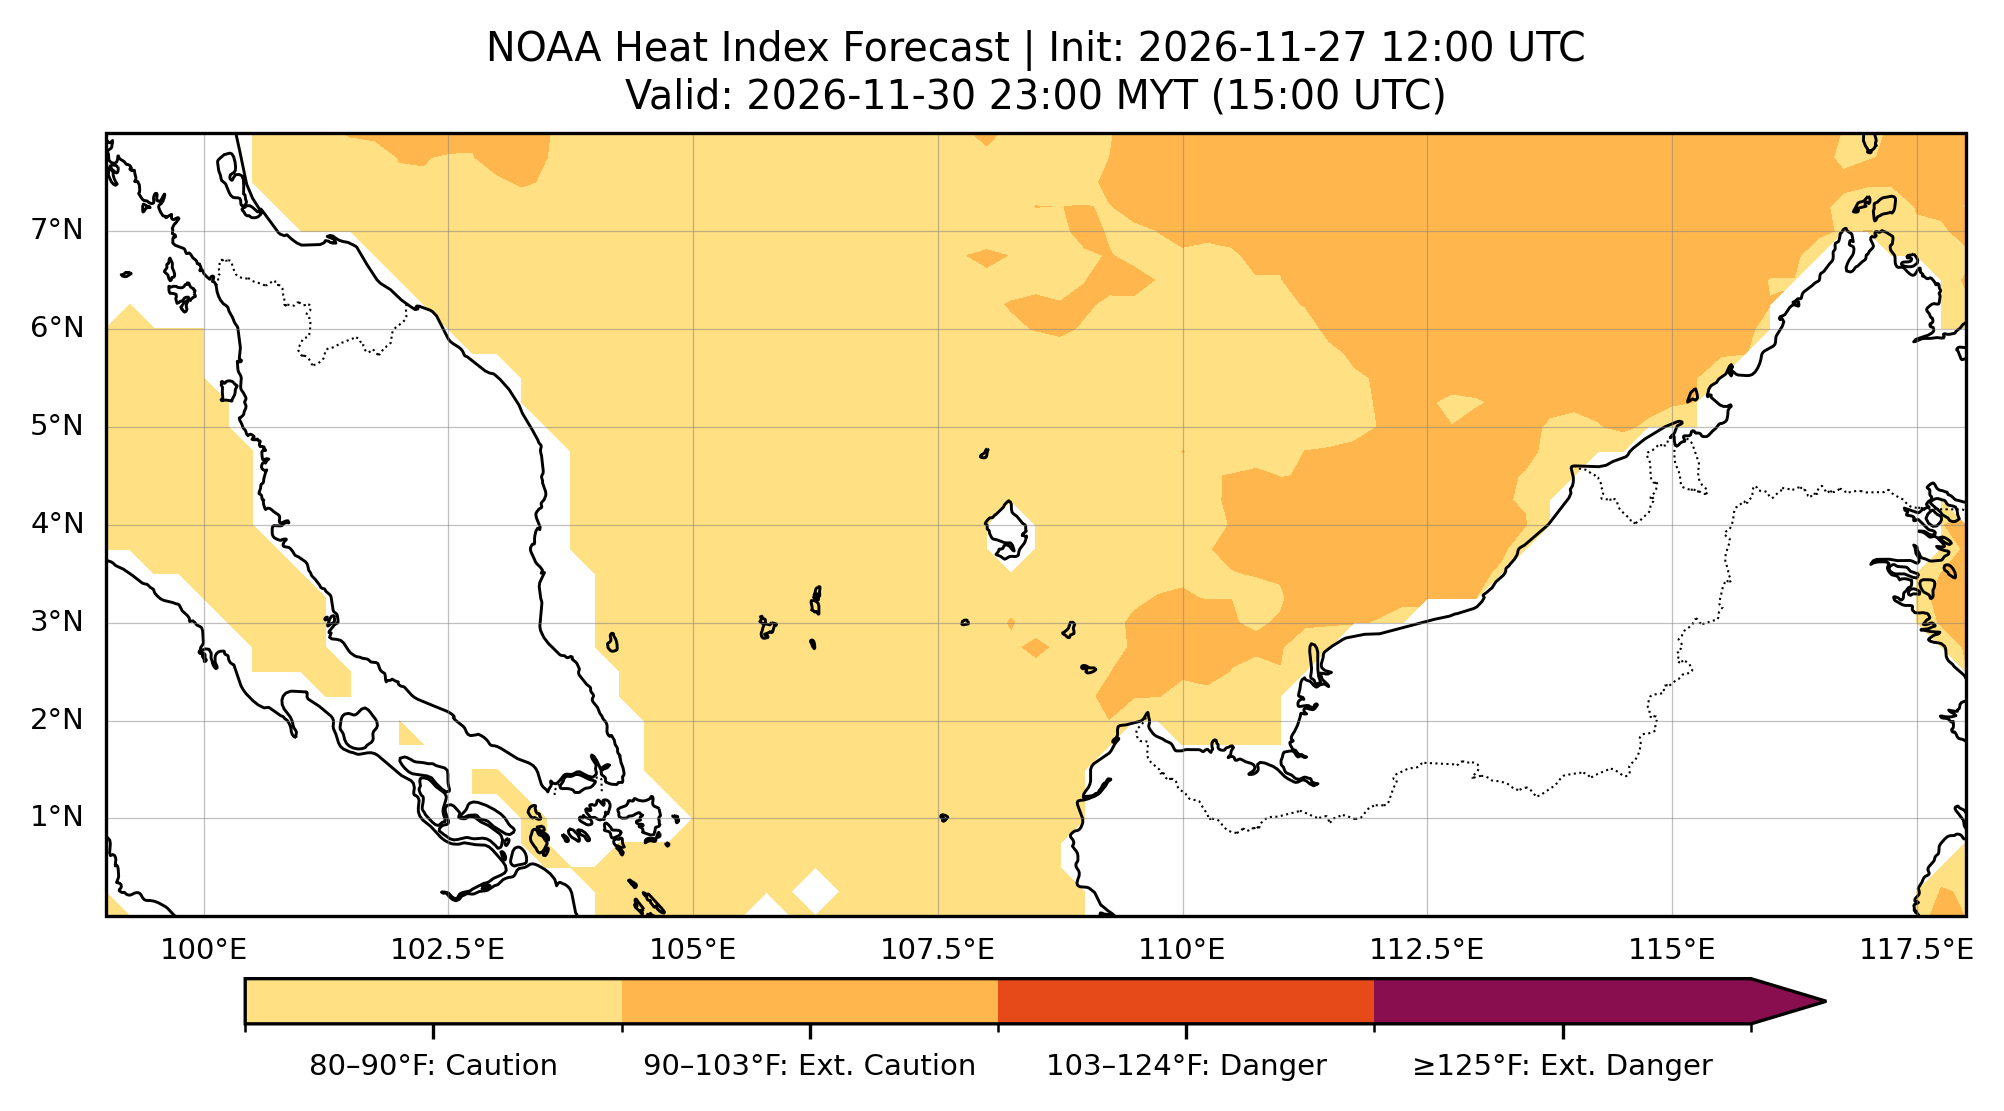 NOAA Heat Index Forecast | Init: 2026-11-27 12:00 UTC
Valid: 2026-11-30 23:00 MYT (15:00 UTC)
7°N
6°N
5°N
4°N
3°N
2°N
1°N
100°E 102.5°E 105°E 107.5°E 110°E 112.5°E 115°E 117.5°E
80–90°F: Caution 90–103°F: Ext. Caution 103–124°F: Danger ≥125°F: Ext. Danger